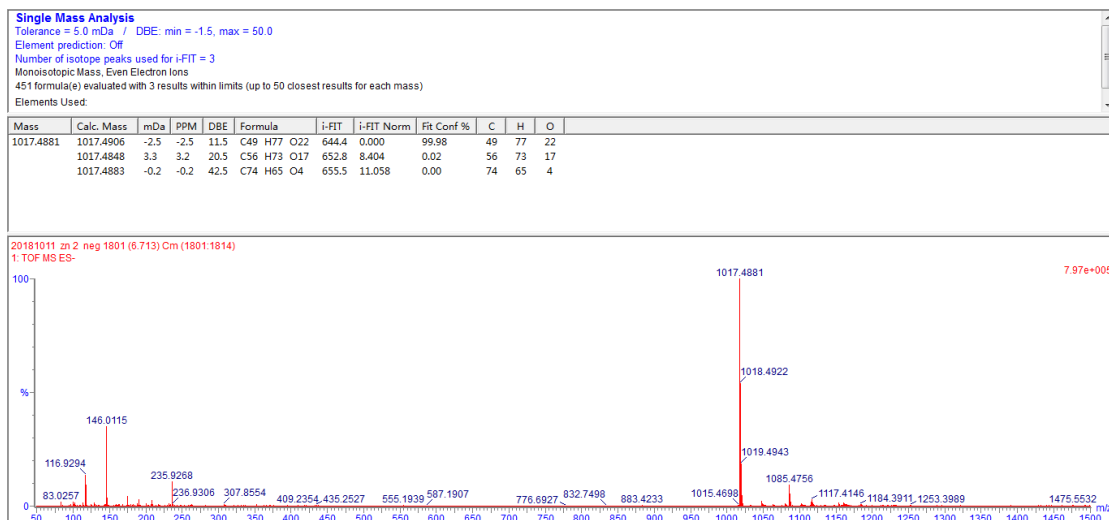 Single Mass Analysis
Tolerance = 5.0 mDa / DBE: min = -1.5, max = 50.0
Element prediction: Off
Number of isotope peaks used for i-FIT = 3
Monoisotopic Mass, Even Electron Ions
451 formula(e) evaluated with 3 results within limits (up to 50 closest results for each mass)
Elements Used:
Mass Calc. Mass mDa PPM DBE Formula i-FIT i-FIT Norm Fit Conf % C H O
1017.4881 1017.4906 -2.5 -2.5 11.5 C49 H77 O22 644.4 0.000 99.98 49 77 22
1017.4848 3.3 3.2 20.5 C56 H73 O17 652.8 8.404 0.02 56 73 17
1017.4883 -0.2 -0.2 42.5 C74 H65 O4 655.5 11.058 0.00 74 65 4
20181011 zn 2 neg 1801 (6.713) Cm (1801:1814)
1: TOF MS ES-
7.97e+005
100
1017.4881
%
1018.4922
146.0115
1019.4943
116.9294
235.9268
1085.4756
83.0257
236.9306
307.8554
409.2354
435.2527
555.1939
587.1907
776.6927
832.7498
883.4233
1015.4698
1117.4146
1184.3911
1253.3989
1475.5532
0
m/z
50 100 150 200 250 300 350 400 450 500 550 600 650 700 750 800 850 900 950 1000 1050 1100 1150 1200 1250 1300 1350 1400 1450 1500